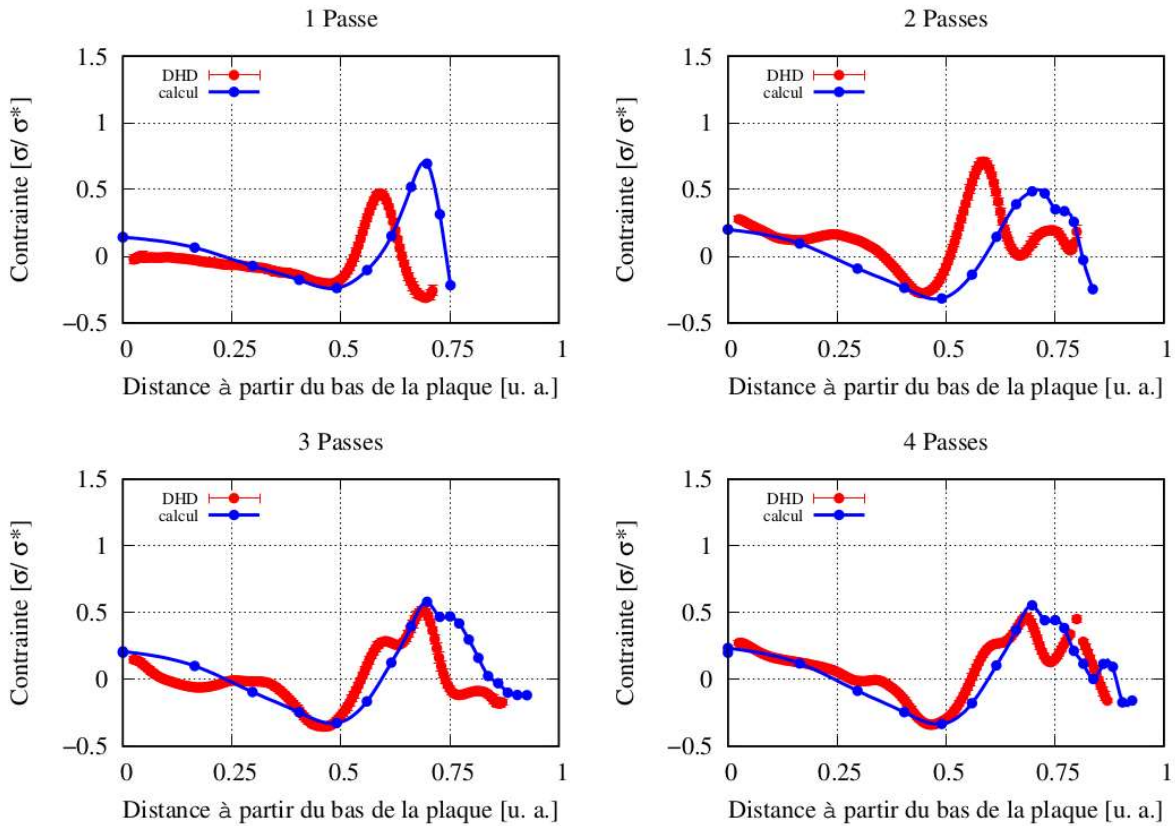 1 Passe
1.5
1
0.5
0
−0.5
Contrainte [σ/ σ*]
DHD
calcul
0 0.25 0.5 0.75 1
Distance à partir du bas de la plaque [u. a.]
2 Passes
1.5
1
0.5
0
−0.5
Contrainte [σ/ σ*]
DHD
calcul
0 0.25 0.5 0.75 1
Distance à partir du bas de la plaque [u. a.]
3 Passes
1.5
1
0.5
0
−0.5
Contrainte [σ/ σ*]
DHD
calcul
0 0.25 0.5 0.75 1
Distance à partir du bas de la plaque [u. a.]
4 Passes
1.5
1
0.5
0
−0.5
Contrainte [σ/ σ*]
DHD
calcul
0 0.25 0.5 0.75 1
Distance à partir du bas de la plaque [u. a.]